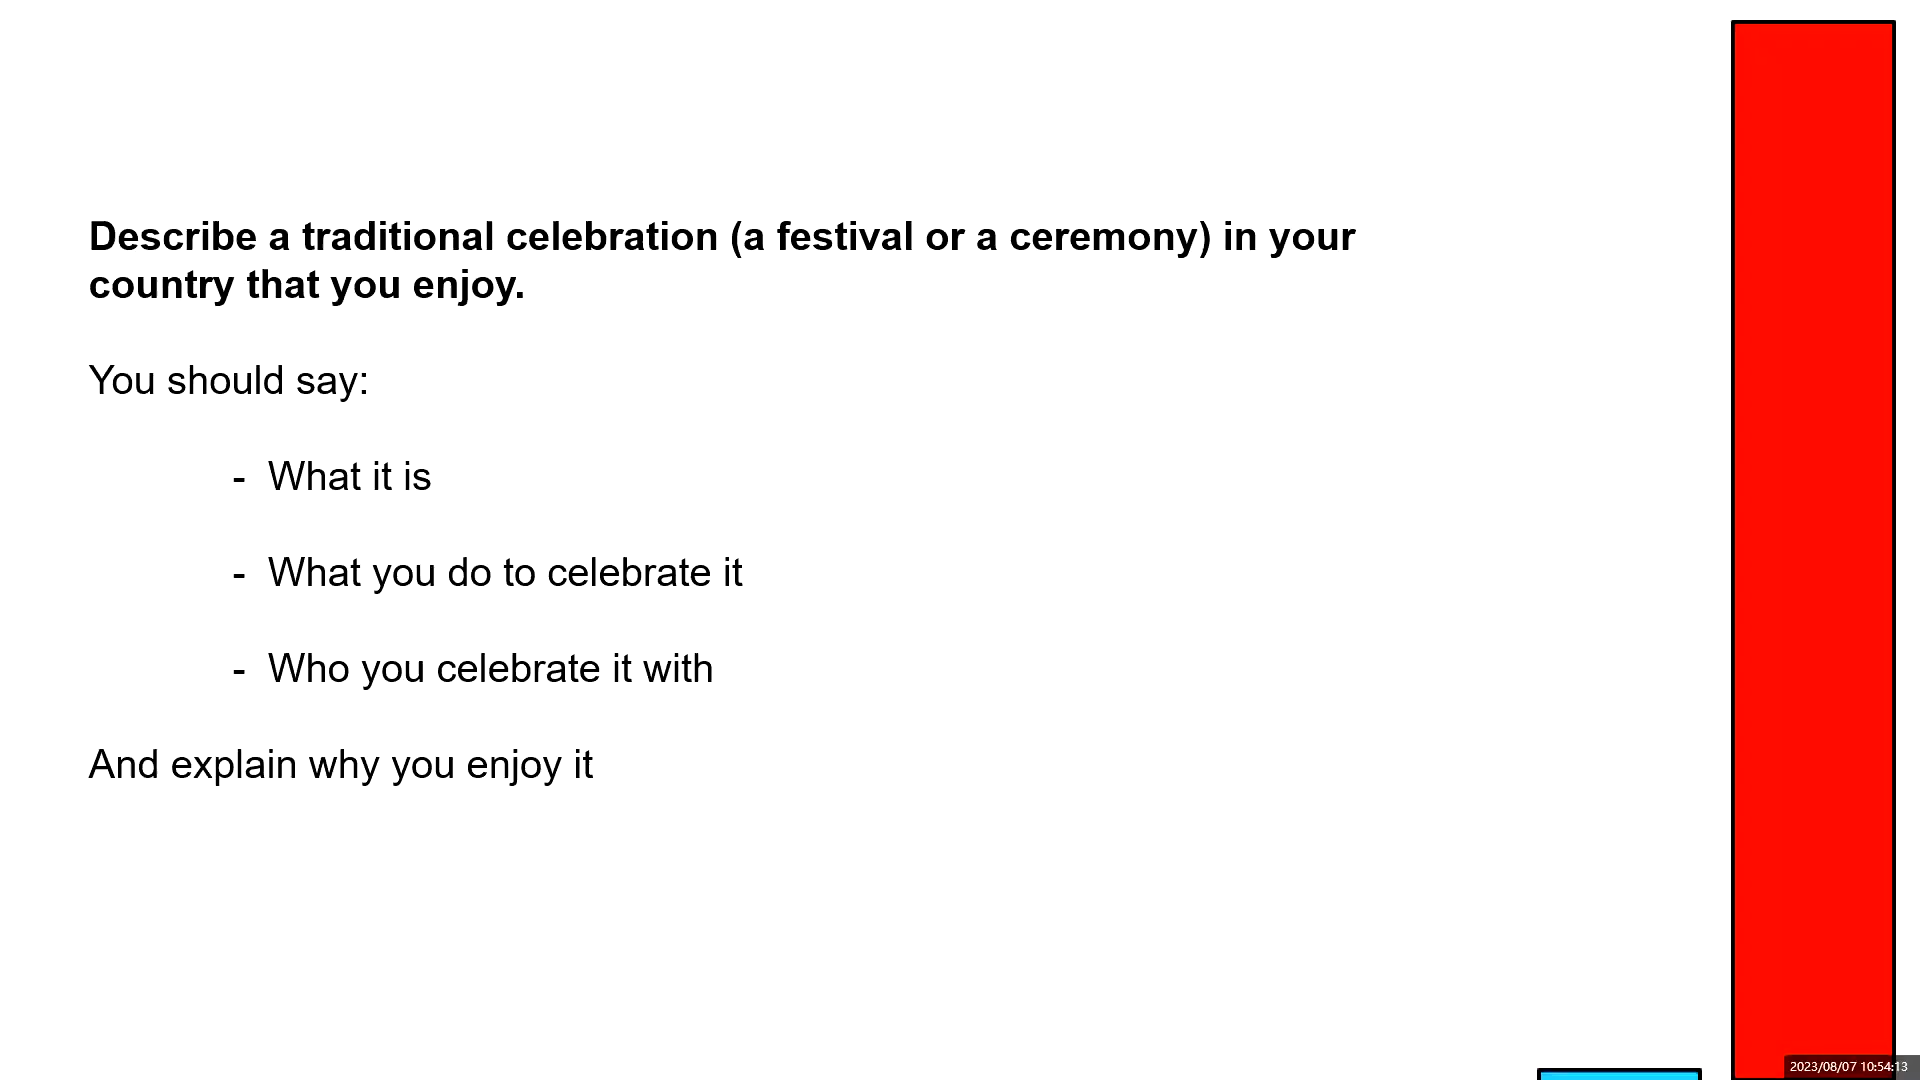 Describe a traditional celebration (a festival or a ceremony) in your
country that you enjoy.
You should say:
- What it is
- What you do to celebrate it
- Who you celebrate it with
And explain why you enjoy it
2023/08/07 10:54:13